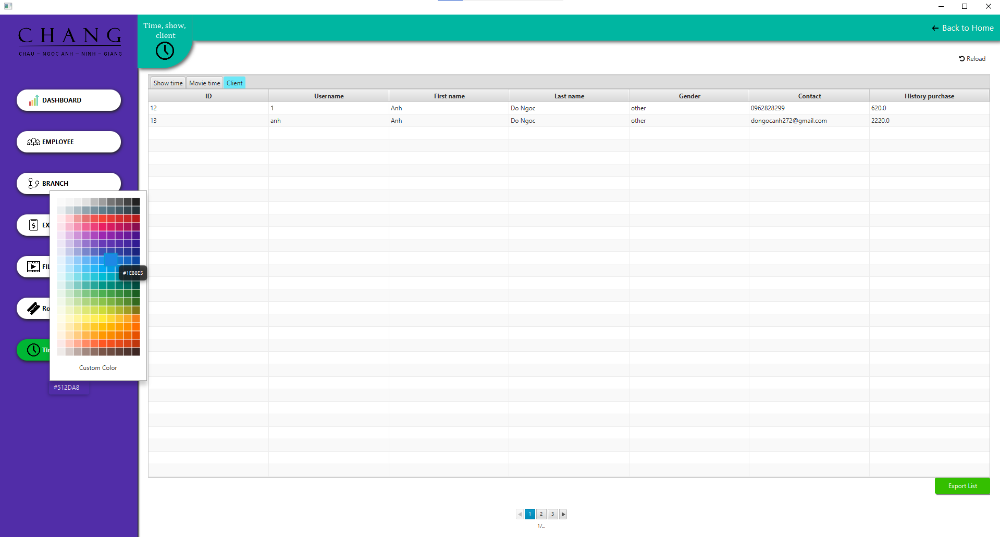 CHANG
CHAU – NGOC ANH – NINH – GIANG
DASHBOARD
EMPLOYEE
BRANCH
EX
FIL
Ro
Tir
#1E88E5
Custom Color
#512DA8
Time, show,
client
← Back to Home
Reload
Show time Movie time Client
ID Username First name Last name Gender Contact History purchase
12 1 Anh Do Ngoc other 0962828299 620.0
13 anh Anh Do Ngoc other dongocanh272@gmail.com 2220.0
Export List
1 2 3
1/...